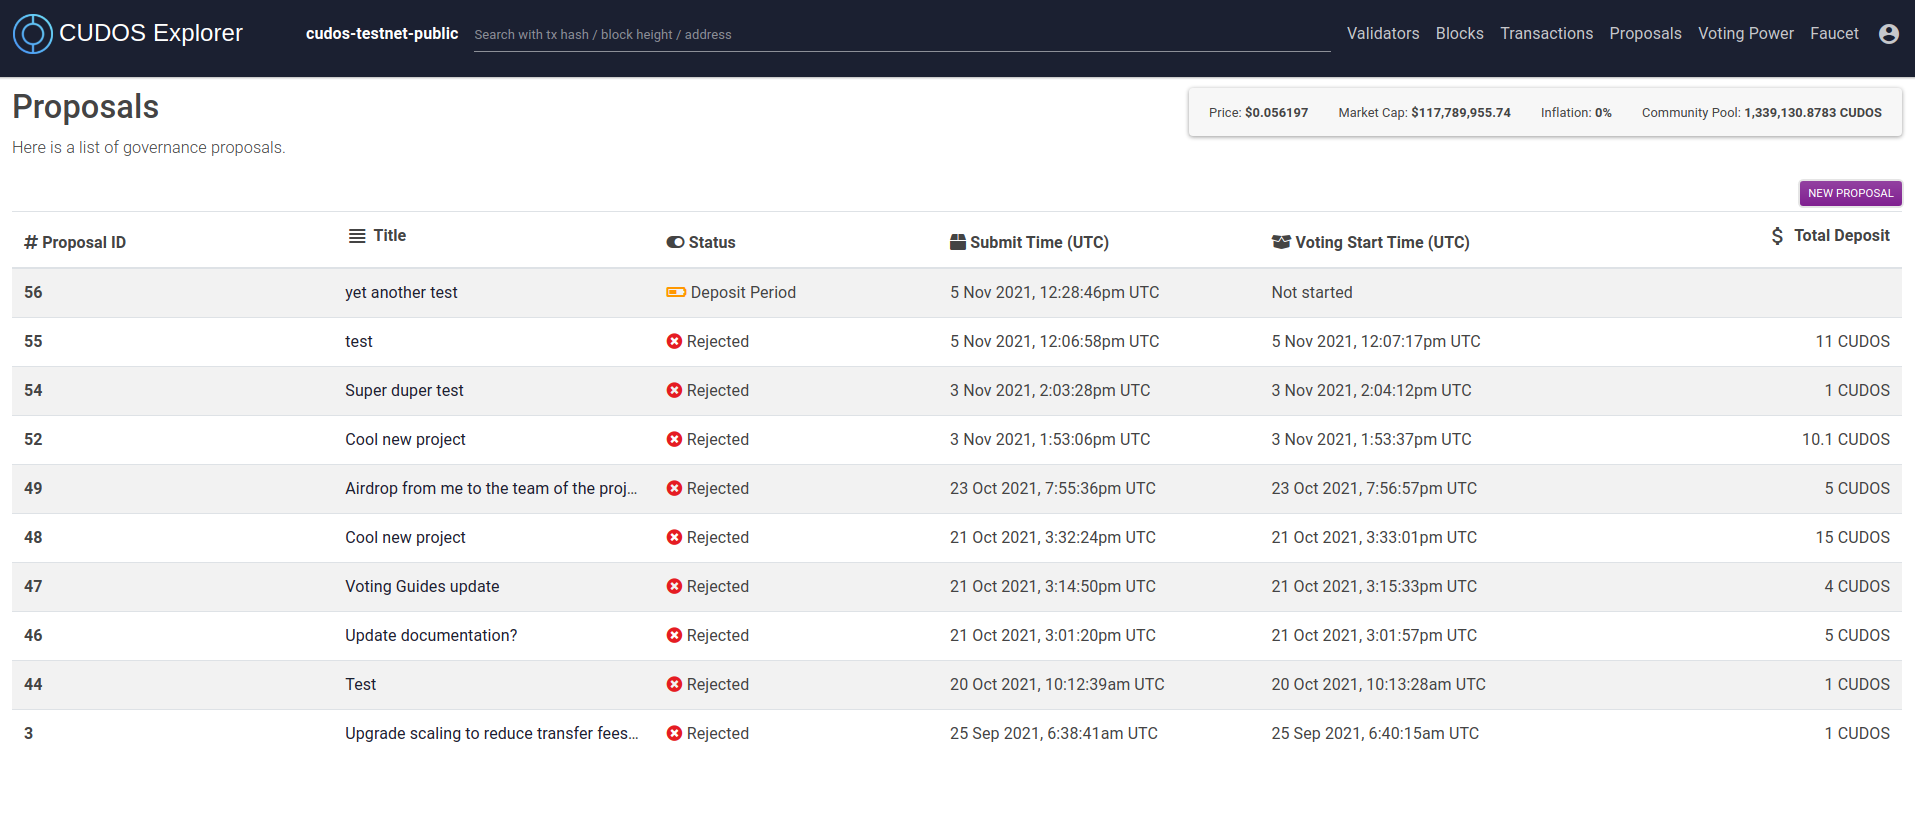 CUDOS Explorer cudos-testnet-public Search with tx hash / block height / address Validators Blocks Transactions Proposals Voting Power Faucet
Proposals
Price: $0.056197 Market Cap: $117,789,955.74 Inflation: 0% Community Pool: 1,339,130.8783 CUDOS
Here is a list of governance proposals.
NEW PROPOSAL
# Proposal ID Title Status Submit Time (UTC) Voting Start Time (UTC) $ Total Deposit
56 yet another test Deposit Period 5 Nov 2021, 12:28:46pm UTC Not started
55 test Rejected 5 Nov 2021, 12:06:58pm UTC 5 Nov 2021, 12:07:17pm UTC 11 CUDOS
54 Super duper test Rejected 3 Nov 2021, 2:03:28pm UTC 3 Nov 2021, 2:04:12pm UTC 1 CUDOS
52 Cool new project Rejected 3 Nov 2021, 1:53:06pm UTC 3 Nov 2021, 1:53:37pm UTC 10.1 CUDOS
49 Airdrop from me to the team of the proj... Rejected 23 Oct 2021, 7:55:36pm UTC 23 Oct 2021, 7:56:57pm UTC 5 CUDOS
48 Cool new project Rejected 21 Oct 2021, 3:32:24pm UTC 21 Oct 2021, 3:33:01pm UTC 15 CUDOS
47 Voting Guides update Rejected 21 Oct 2021, 3:14:50pm UTC 21 Oct 2021, 3:15:33pm UTC 4 CUDOS
46 Update documentation? Rejected 21 Oct 2021, 3:01:20pm UTC 21 Oct 2021, 3:01:57pm UTC 5 CUDOS
44 Test Rejected 20 Oct 2021, 10:12:39am UTC 20 Oct 2021, 10:13:28am UTC 1 CUDOS
3 Upgrade scaling to reduce transfer fees... Rejected 25 Sep 2021, 6:38:41am UTC 25 Sep 2021, 6:40:15am UTC 1 CUDOS